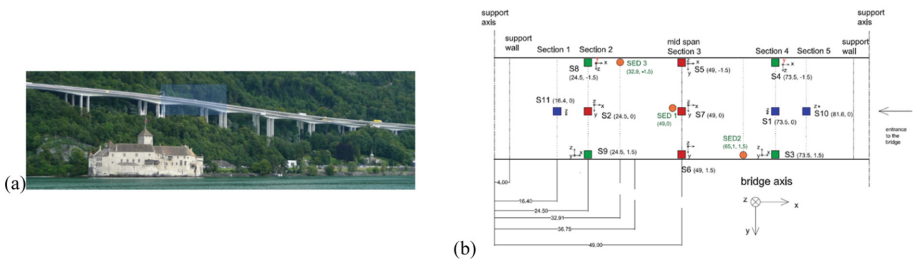 (a)
(b)
support axis
support wall
Section 1
Section 2
mid span
Section 3
Section 4
Section 5
support wall
support axis
S8
(24.5, -1.5)
SED 3
S5 (49, -1.5)
S4 (73.5, -1.5)
S11 (16.4, 0)
S2 (24.5, 0)
SED 1
(49,0)
S7 (49, 0)
S1 (73.5, 0)
S10 (81.6, 0)
entrance to the bridge
S9 (24.5, 1.5)
SED2
(65,1, 1.5)
S3 (73.5, 1.5)
S6 (49, 1.5)
bridge axis
z
x
y
4.00
16.40
24.50
32.91
36.75
49.00